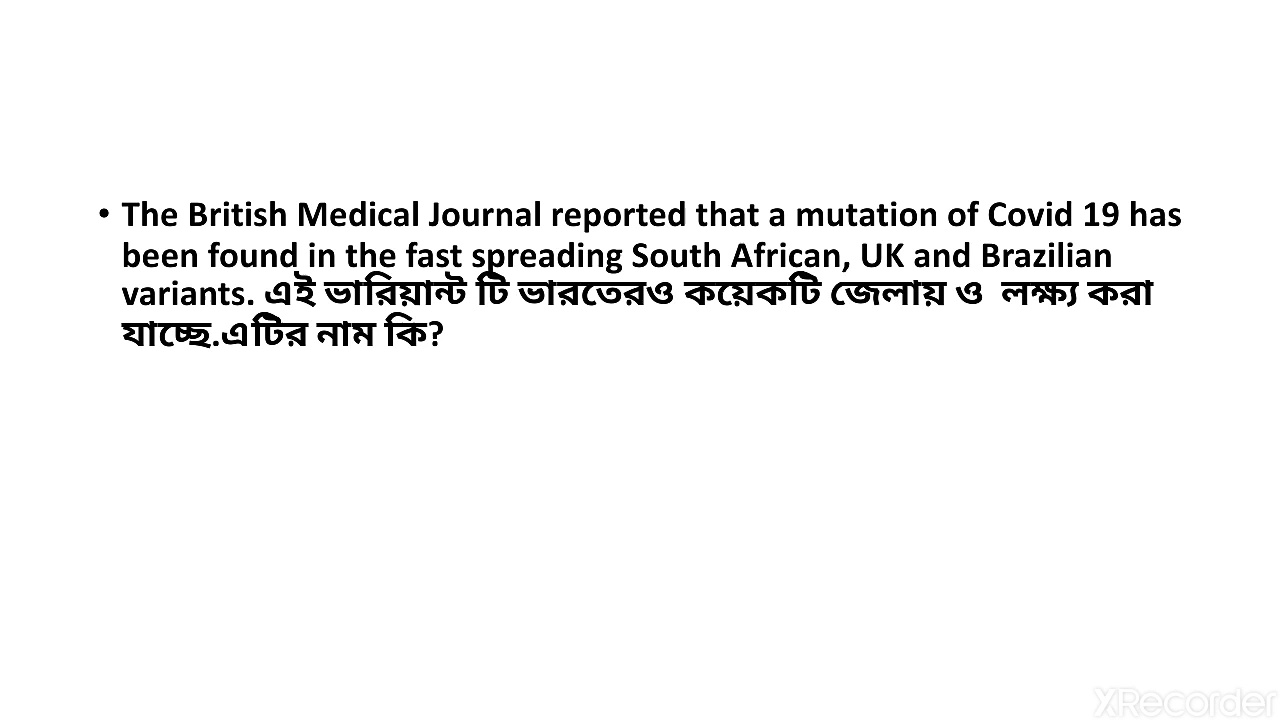 • The British Medical Journal reported that a mutation of Covid 19 has
been found in the fast spreading South African, UK and Brazilian
variants. এই ভারিয়ান্ট টি ভারতেরও কয়েকটি জেলায় ও লক্ষ্য করা
যাচ্ছে.এটির নাম কি?
XRecorder